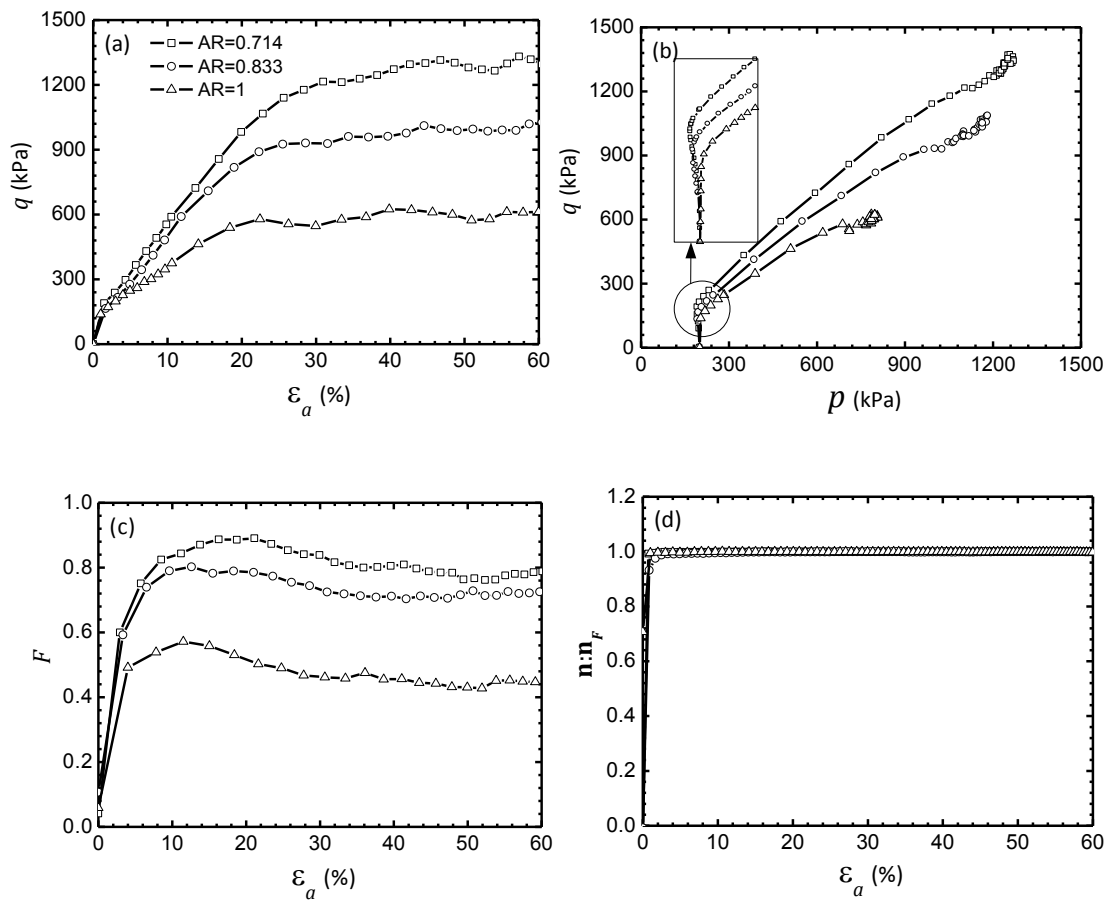 (a)
AR=0.714
AR=0.833
AR=1
1500
1200
900
600
300
0
q (kPa)
0 10 20 30 40 50 60
εa (%)
(b)
1500
1200
900
600
300
0
q (kPa)
0 300 600 900 1200 1500
p (kPa)
(c)
1.0
0.8
0.6
0.4
0.2
0.0
F
0 10 20 30 40 50 60
εa (%)
(d)
1.2
1.0
0.8
0.6
0.4
0.2
0.0
n:nF
0 10 20 30 40 50 60
εa (%)